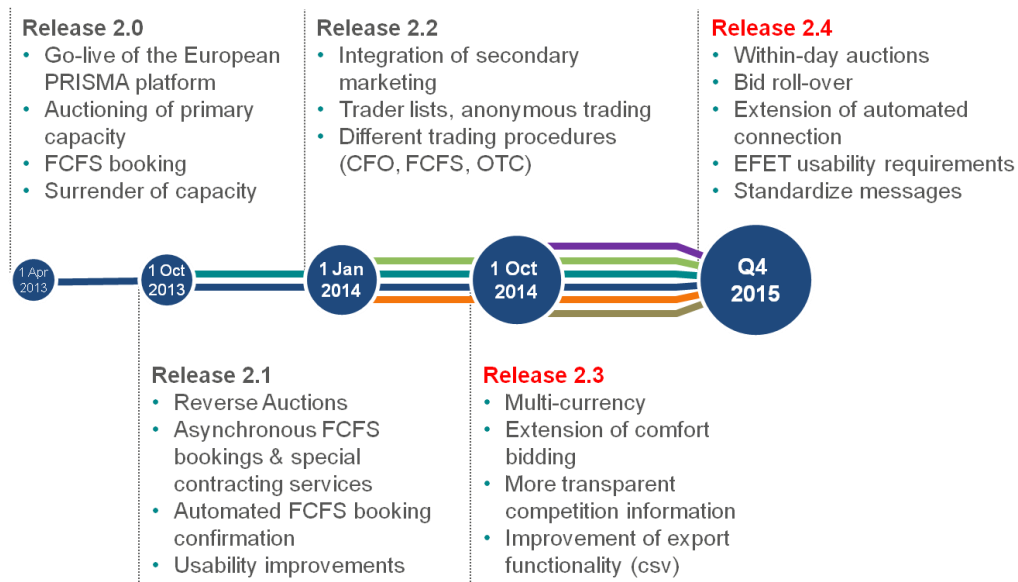 Release 2.0
• Go-live of the European
PRISMA platform
• Auctioning of primary
capacity
• FCFS booking
• Surrender of capacity
Release 2.2
• Integration of secondary
marketing
• Trader lists, anonymous trading
• Different trading procedures
(CFO, FCFS, OTC)
Release 2.4
• Within-day auctions
• Bid roll-over
• Extension of automated
connection
• EFET usability requirements
• Standardize messages
1 Apr
2013
1 Oct
2013
1 Jan
2014
1 Oct
2014
Q4
2015
Release 2.1
• Reverse Auctions
• Asynchronous FCFS
bookings & special
contracting services
• Automated FCFS booking
confirmation
• Usability improvements
Release 2.3
• Multi-currency
• Extension of comfort
bidding
• More transparent
competition information
• Improvement of export
functionality (csv)